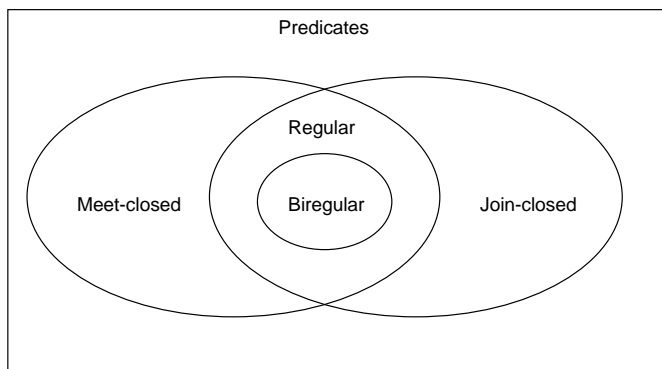 Predicates
Regular
Meet-closed
Biregular
Join-closed